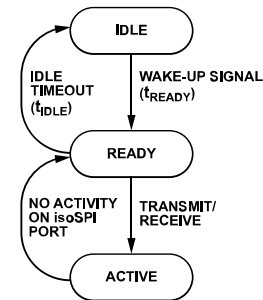 IDLE
IDLE
TIMEOUT
(tIDLE)
WAKE-UP SIGNAL
(tREADY)
READY
NO ACTIVITY
ON isoSPI
PORT
TRANSMIT/
RECEIVE
ACTIVE